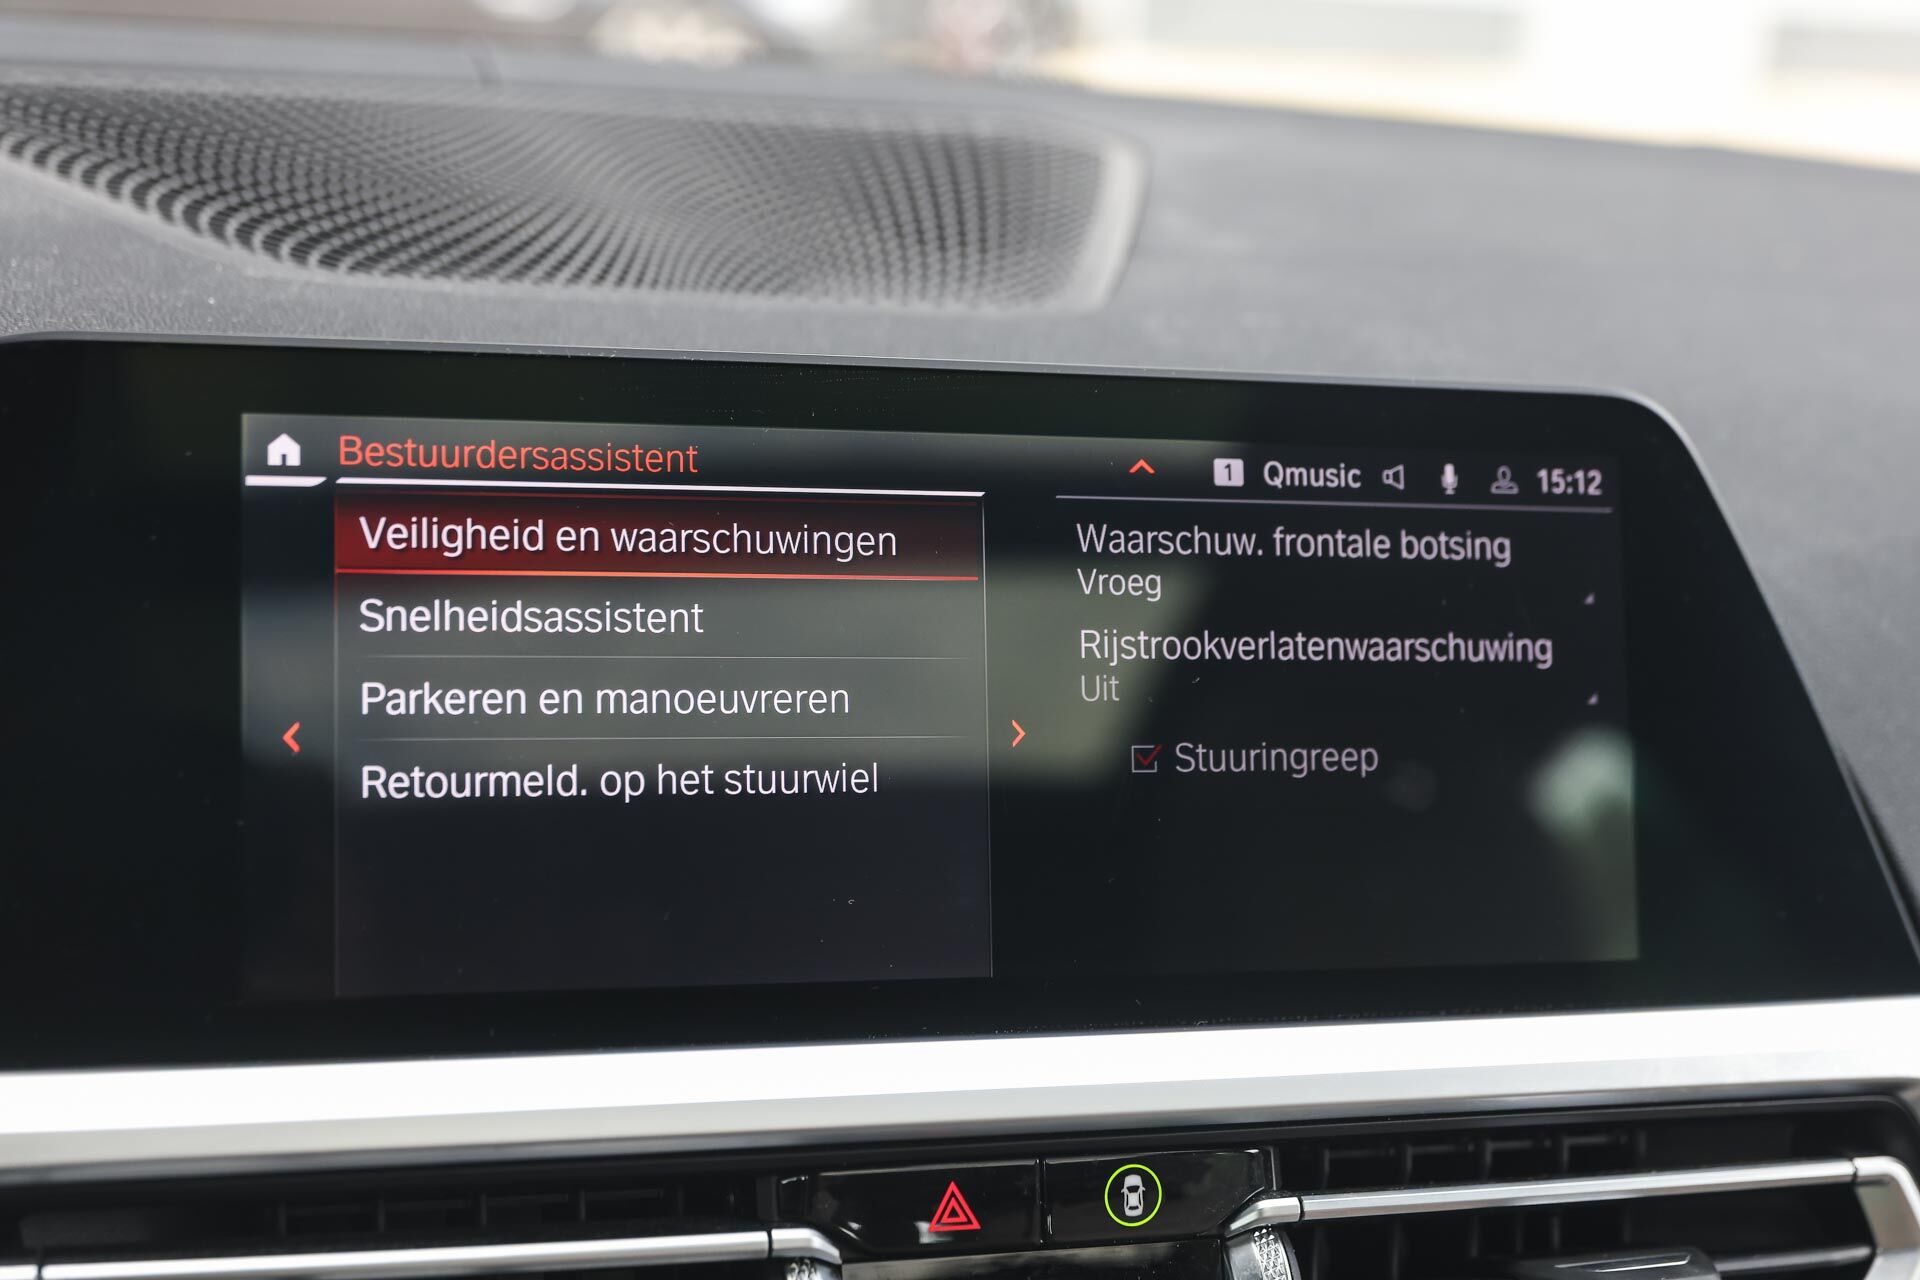 Bestuurdersassistent
1 Qmusic 15:12
Veiligheid en waarschuwingen
Snelheidsassistent
Parkeren en manoeuvreren
Retourmeld. op het stuurwiel
Waarschuw. frontale botsing
Vroeg
Rijstrookverlatenwaarschuwing
Uit
Stuuringreep